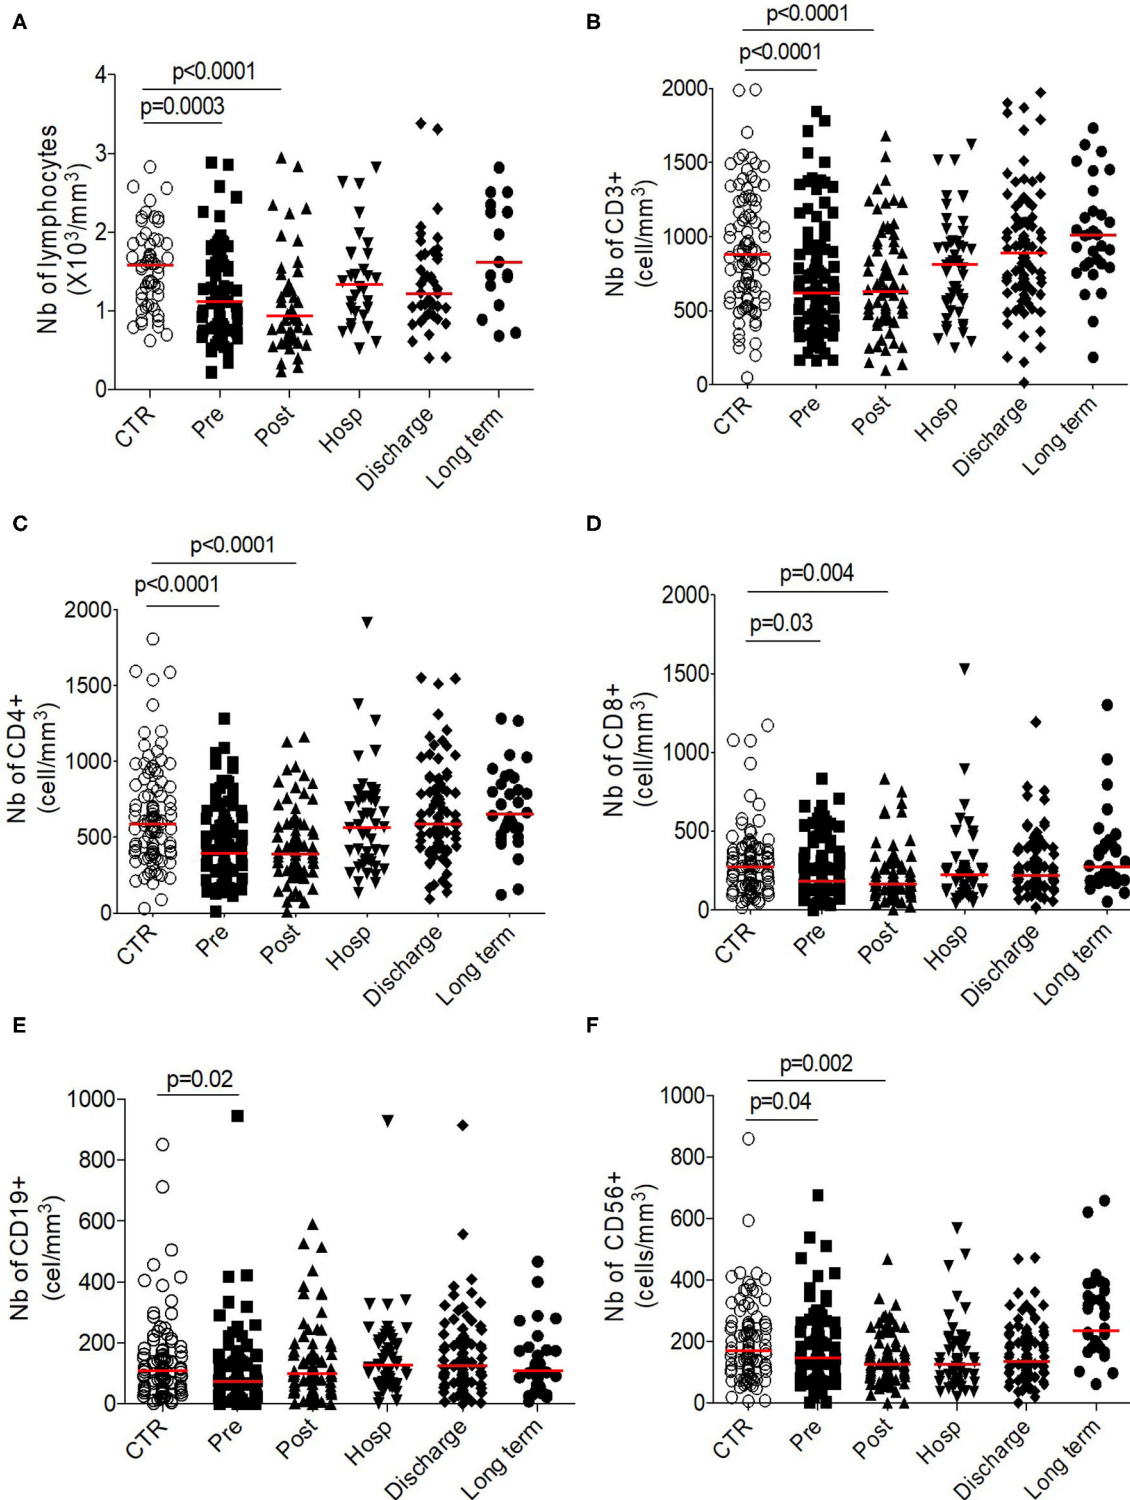 A
p<0.0001
p=0.0003
Nb of lymphocytes
(X10³/mm³)
4
3
2
1
0
CTR
Pre
Post
Hosp
Discharge
Long term
B
p<0.0001
p<0.0001
Nb of CD3+
(cell/mm³)
2000
1500
1000
500
0
CTR
Pre
Post
Hosp
Discharge
Long term
C
p<0.0001
p<0.0001
Nb of CD4+
(cell/mm³)
2000
1500
1000
500
0
CTR
Pre
Post
Hosp
Discharge
Long term
D
p=0.004
p=0.03
Nb of CD8+
(cell/mm³)
2000
1500
1000
500
0
CTR
Pre
Post
Hosp
Discharge
Long term
E
p=0.02
Nb of CD19+
(cel/mm³)
1000
800
600
400
200
0
CTR
Pre
Post
Hosp
Discharge
Long term
F
p=0.002
p=0.04
Nb of CD56+
(cells/mm³)
1000
800
600
400
200
0
CTR
Pre
Post
Hosp
Discharge
Long term